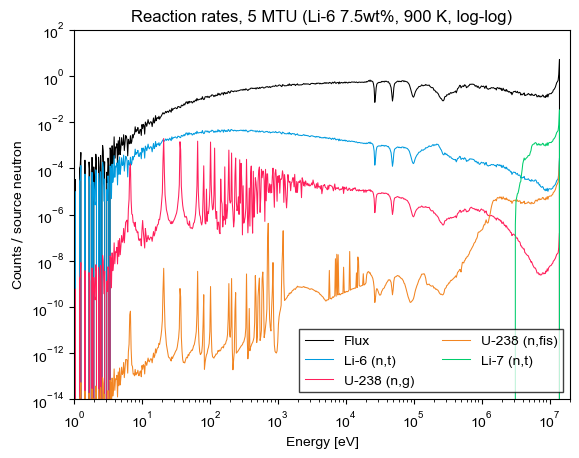 Reaction rates, 5 MTU (Li-6 7.5wt%, 900 K, log-log)
Counts / source neutron
10^2
10^0
10^-2
10^-4
10^-6
10^-8
10^-10
10^-12
10^-14
Flux
Li-6 (n,t)
U-238 (n,g)
U-238 (n,fis)
Li-7 (n,t)
10^0 10^1 10^2 10^3 10^4 10^5 10^6 10^7
Energy [eV]